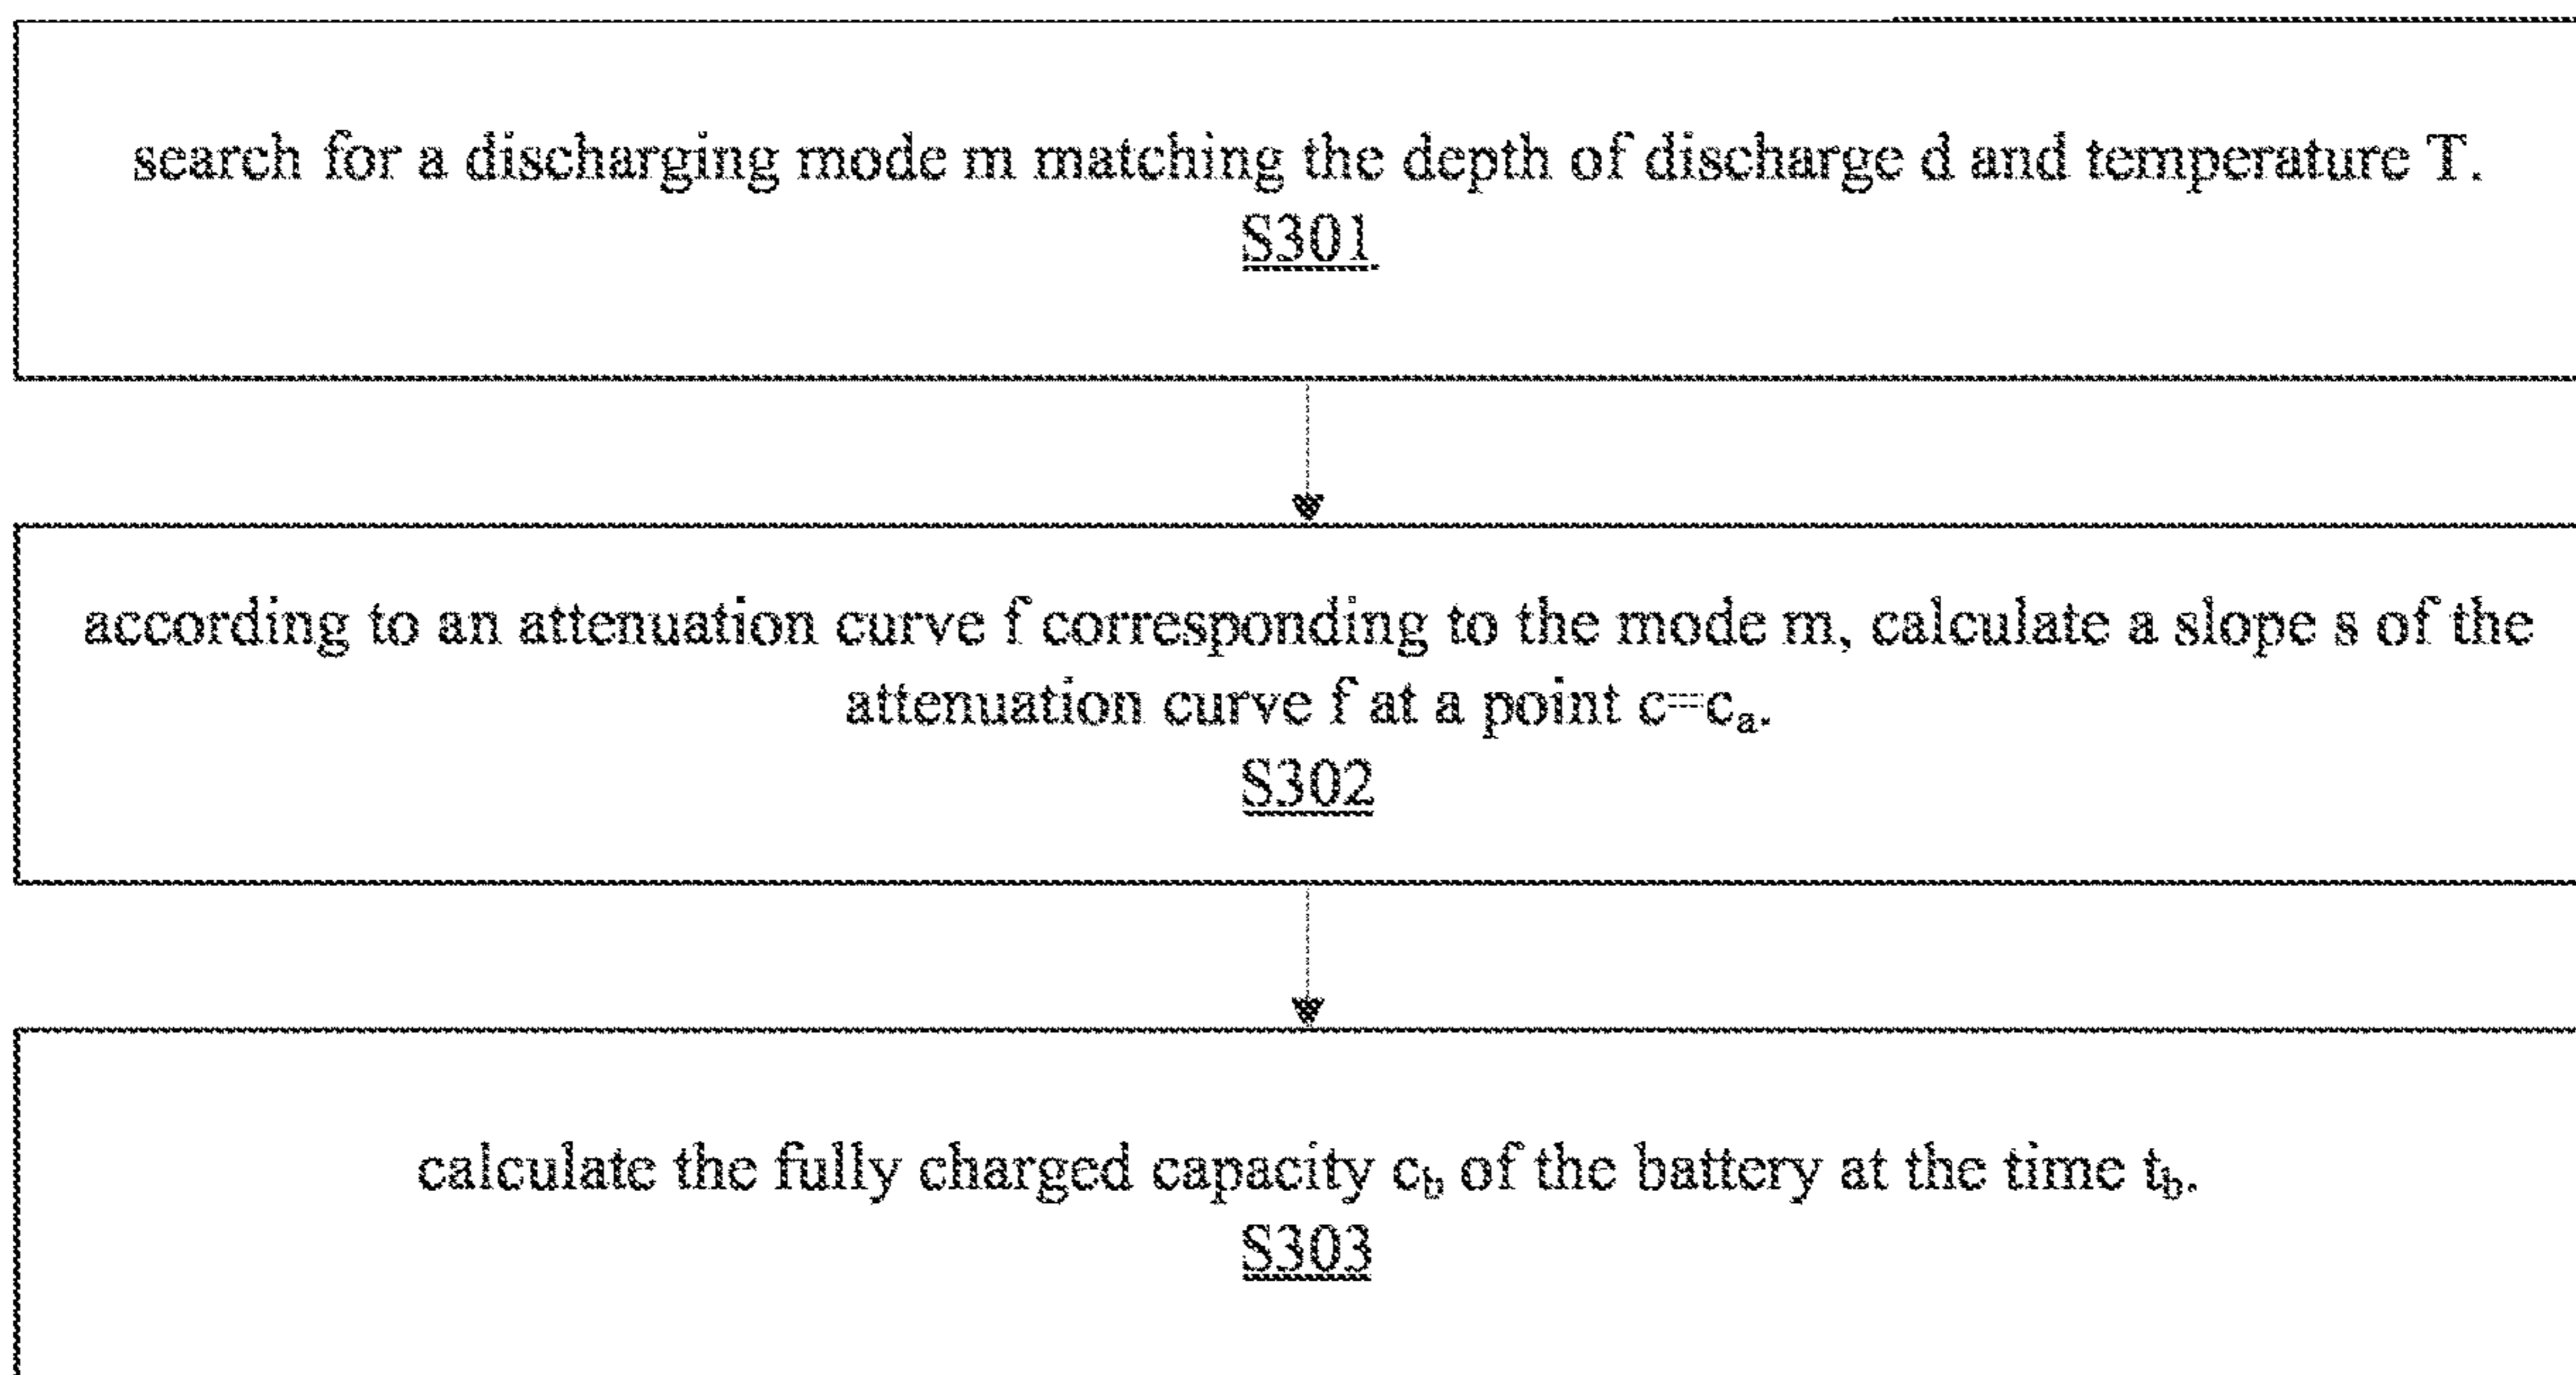 search for a discharging mode m matching the depth of discharge d and temperature T.
S301
according to an attenuation curve f corresponding to the mode m, calculate a slope s of the
attenuation curve f at a point c=cₐ.
S302
calculate the fully charged capacity c_b of the battery at the time t_b.
S303